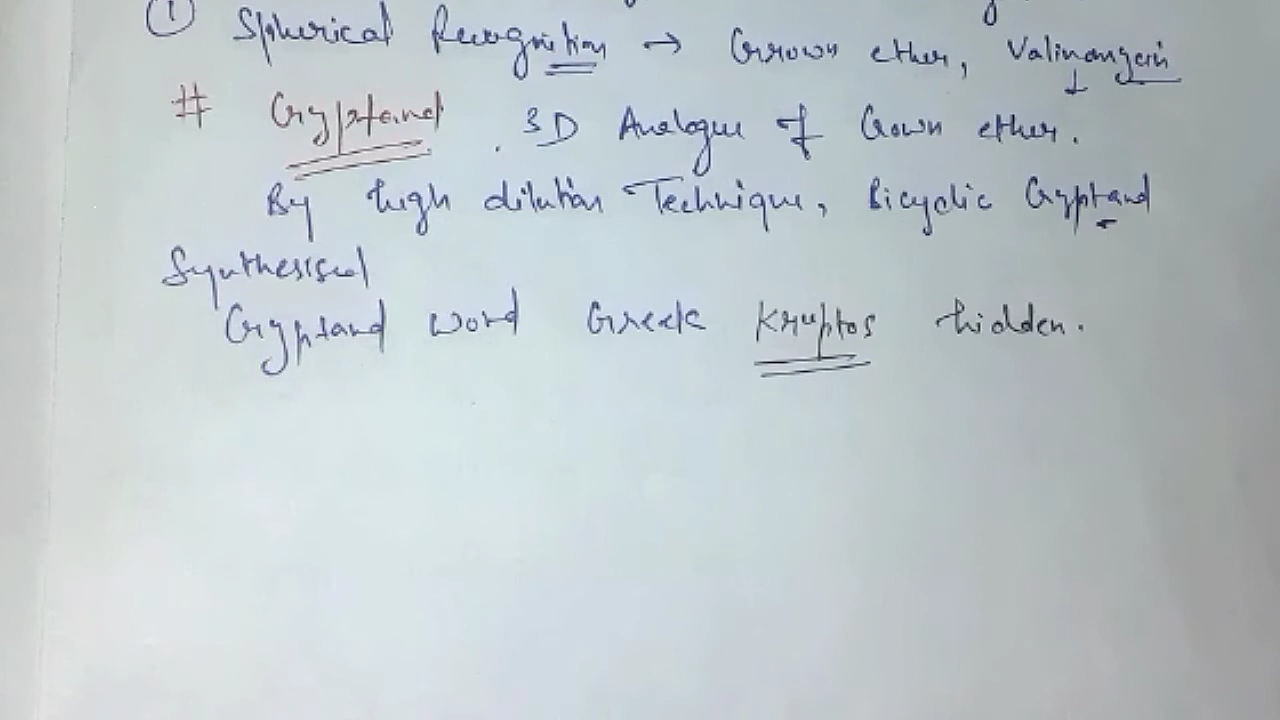 ① Spherical Recognition → Crown ether, Valinomycin
↓
# Cryptand . 3D Analogue of Crown ether.
By high dilution Technique, Bicyclic Cryptand
Synthesised
Cryptand word Greek Kruptos hidden.